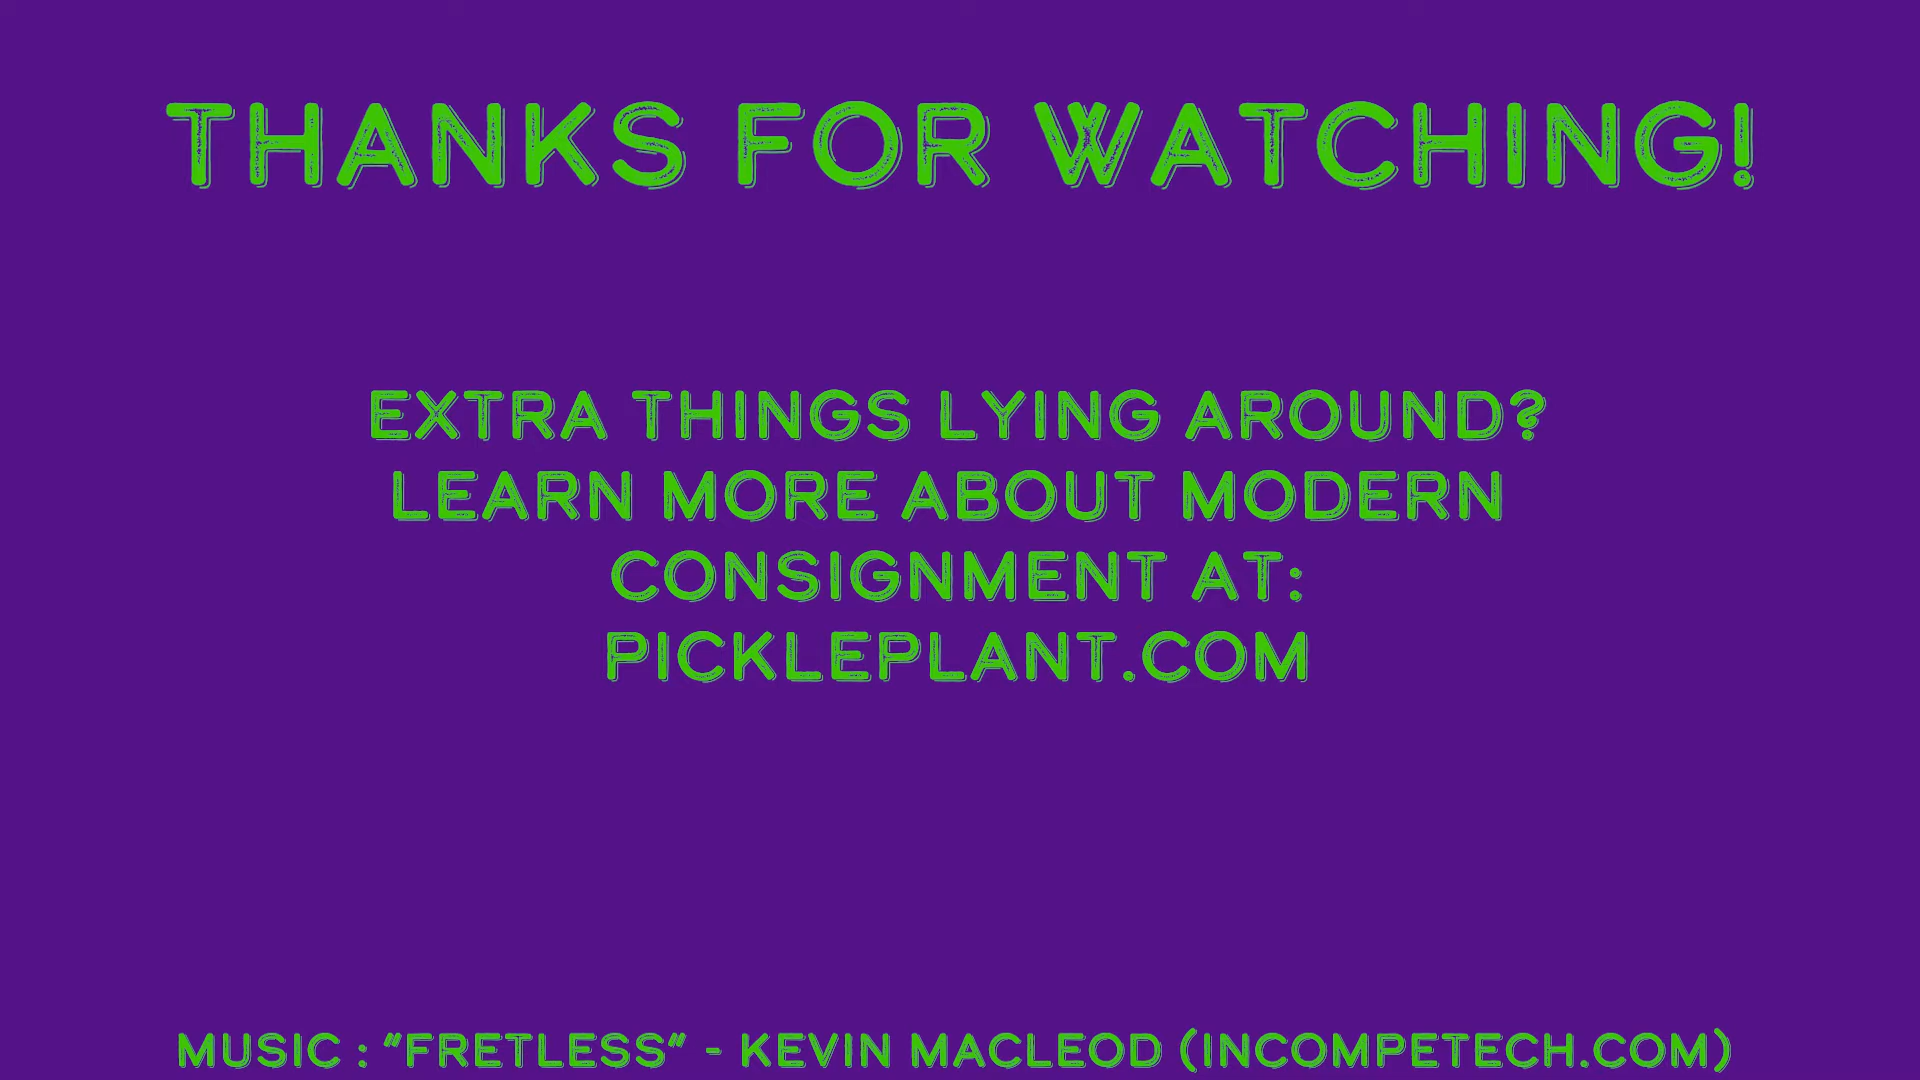 THANKS FOR WATCHING!
EXTRA THINGS LYING AROUND?
LEARN MORE ABOUT MODERN
CONSIGNMENT AT:
PICKLEPLANT.COM
MUSIC : "FRETLESS" - KEVIN MACLEOD (INCOMPETECH.COM)